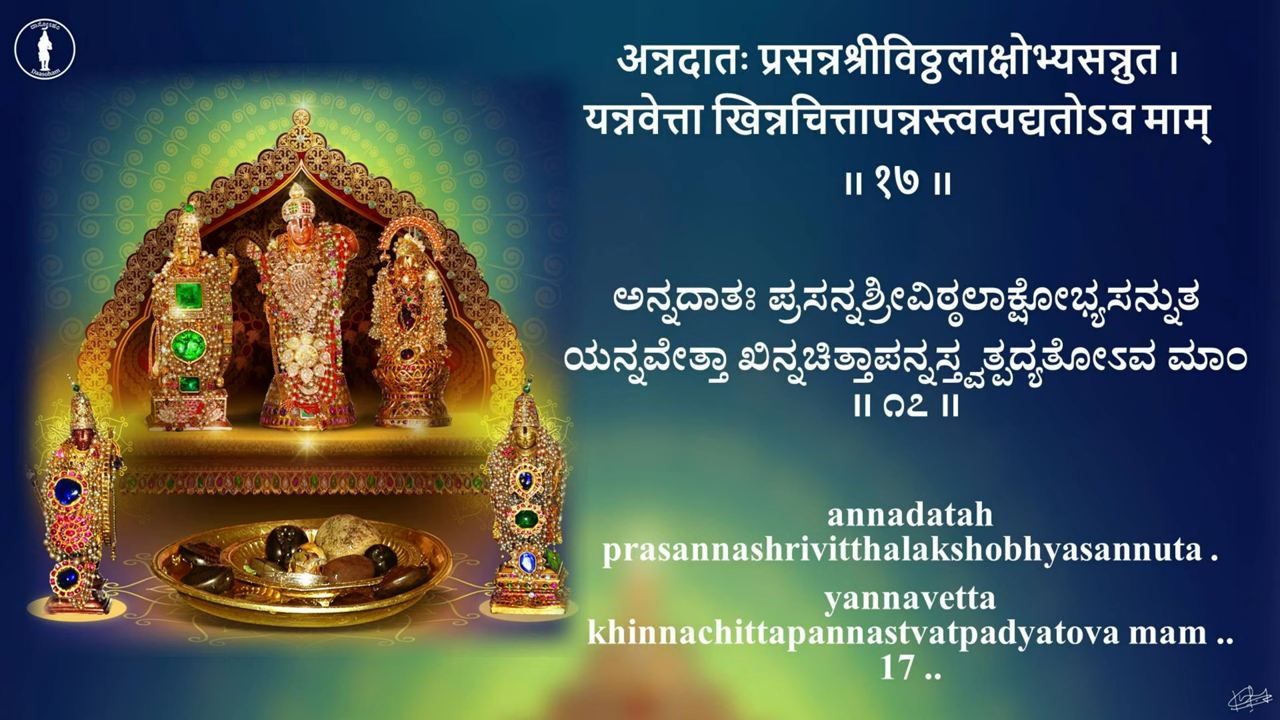 ದಾಸೋಹಂ
Daasoham
अन्नदातः प्रसन्नश्रीविठ्ठलाक्षोभ्यसन्नुत ।
यन्नवेत्ता खिन्नचित्तापन्नस्त्वत्पद्यतोऽव माम्
॥ १७ ॥
ಅನ್ನದಾತಃ ಪ್ರಸನ್ನಶ್ರೀವಿಠ್ಠಲಾಕ್ಷೋಭ್ಯಸನ್ನುತ
ಯನ್ನವೇತ್ತಾ ಖಿನ್ನಚಿತ್ತಾಪನ್ನಸ್ತ್ವತ್ಪದ್ಯತೋಽವ ಮಾಂ
॥ ೧೭ ॥
annadatah
prasannashrivitthalakshobhyasannuta .
yannavetta
khinnachittapannastvatpadyatova mam ..
17 ..